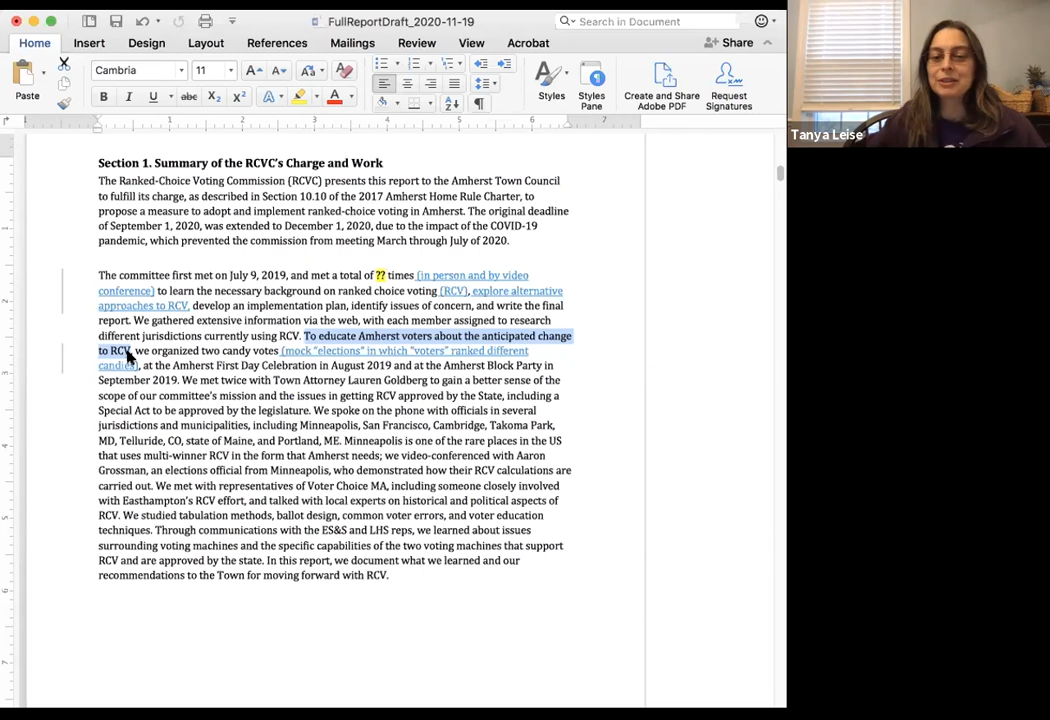 FullReportDraft_2020-11-19
Search in Document
Home Insert Design Layout References Mailings Review View Acrobat
Share
Paste
Cambria 11
Styles
Styles Pane
Create and Share Adobe PDF
Request Signatures
1 2 3 4 5 6 7
Tanya Leise
Section 1. Summary of the RCVC's Charge and Work
The Ranked-Choice Voting Commission (RCVC) presents this report to the Amherst Town Council
to fulfill its charge, as described in Section 10.10 of the 2017 Amherst Home Rule Charter, to
propose a measure to adopt and implement ranked-choice voting in Amherst. The original deadline
of September 1, 2020, was extended to December 1, 2020, due to the impact of the COVID-19
pandemic, which prevented the commission from meeting March through July of 2020.
The committee first met on July 9, 2019, and met a total of ?? times (in person and by video
conference) to learn the necessary background on ranked choice voting (RCV), explore alternative
approaches to RCV, develop an implementation plan, identify issues of concern, and write the final
report. We gathered extensive information via the web, with each member assigned to research
different jurisdictions currently using RCV. To educate Amherst voters about the anticipated change
to RCV, we organized two candy votes (mock "elections" in which "voters" ranked different
candies), at the Amherst First Day Celebration in August 2019 and at the Amherst Block Party in
September 2019. We met twice with Town Attorney Lauren Goldberg to gain a better sense of the
scope of our committee's mission and the issues in getting RCV approved by the State, including a
Special Act to be approved by the legislature. We spoke on the phone with officials in several
jurisdictions and municipalities, including Minneapolis, San Francisco, Cambridge, Takoma Park,
MD, Telluride, CO, state of Maine, and Portland, ME. Minneapolis is one of the rare places in the US
that uses multi-winner RCV in the form that Amherst needs; we video-conferenced with Aaron
Grossman, an elections official from Minneapolis, who demonstrated how their RCV calculations are
carried out. We met with representatives of Voter Choice MA, including someone closely involved
with Easthampton's RCV effort, and talked with local experts on historical and political aspects of
RCV. We studied tabulation methods, ballot design, common voter errors, and voter education
techniques. Through communications with the ES&S and LHS reps, we learned about issues
surrounding voting machines and the specific capabilities of the two voting machines that support
RCV and are approved by the state. In this report, we document what we learned and our
recommendations to the Town for moving forward with RCV.